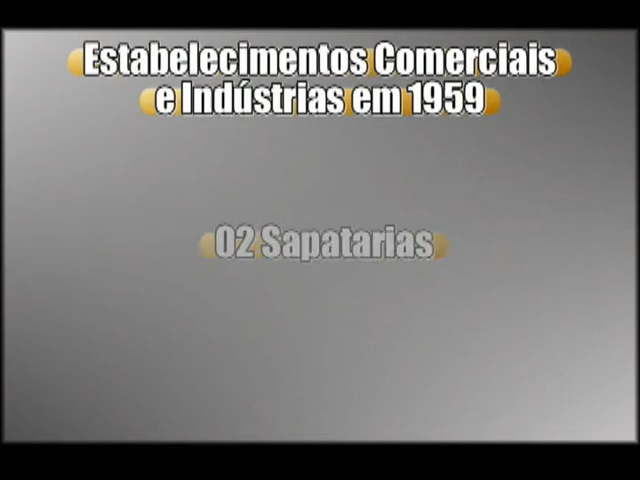 Estabelecimentos Comerciais
e Indústrias em 1959
02 Sapatarias